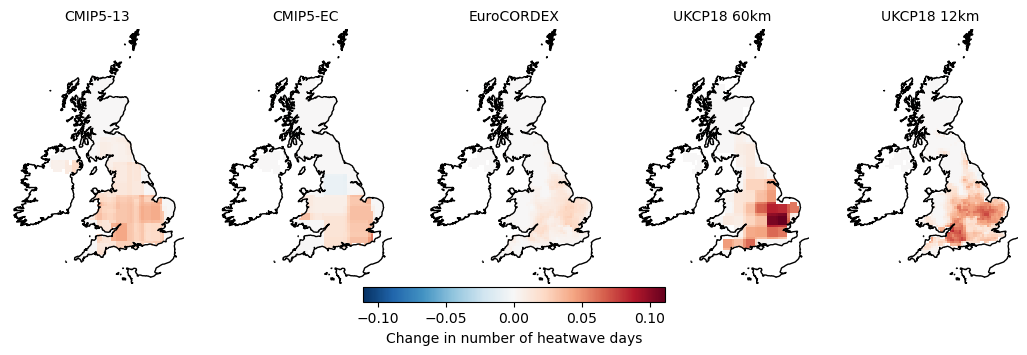 CMIP5-13 CMIP5-EC EuroCORDEX UKCP18 60km UKCP18 12km
−0.10 −0.05 0.00 0.05 0.10
Change in number of heatwave days